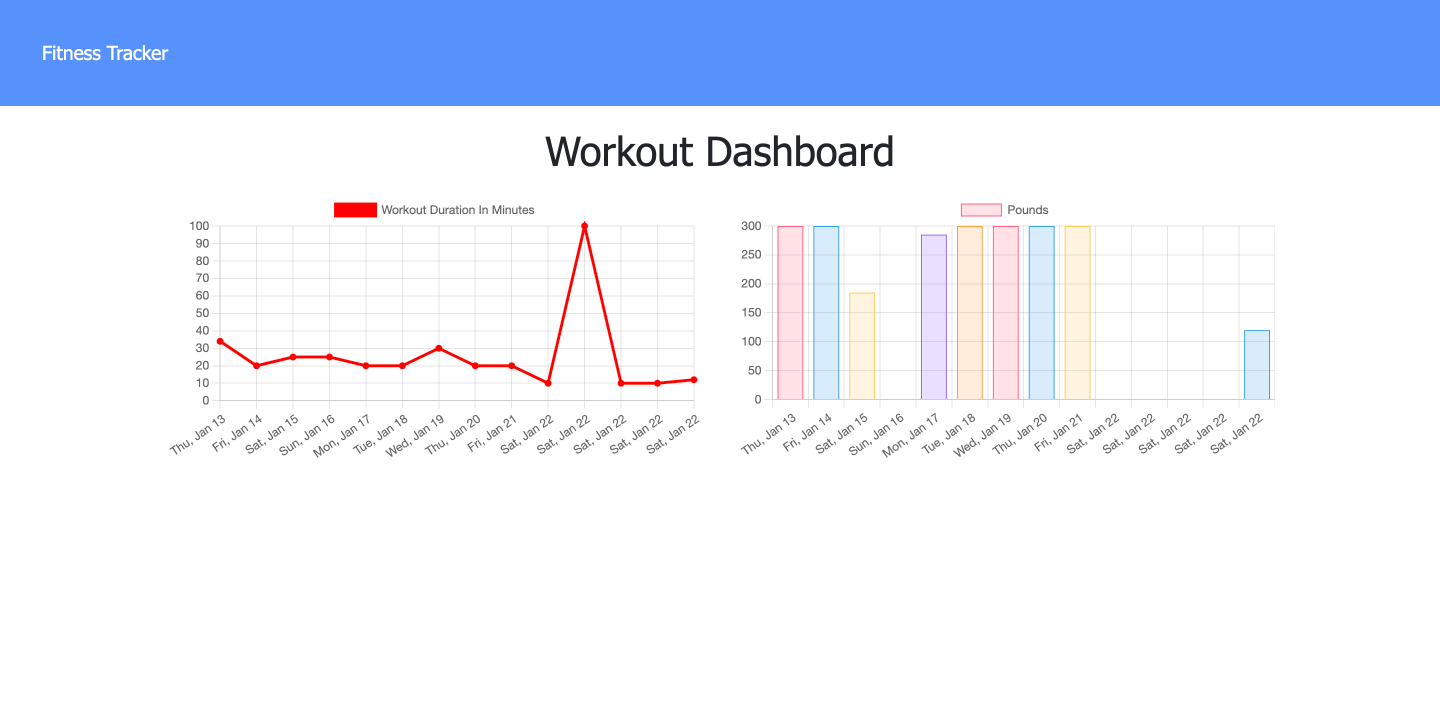 Fitness Tracker
Workout Dashboard
Workout Duration In Minutes
100
90
80
70
60
50
40
30
20
10
0
Thu, Jan 13
Fri, Jan 14
Sat, Jan 15
Sun, Jan 16
Mon, Jan 17
Tue, Jan 18
Wed, Jan 19
Thu, Jan 20
Fri, Jan 21
Sat, Jan 22
Sat, Jan 22
Sat, Jan 22
Sat, Jan 22
Sat, Jan 22
Pounds
300
250
200
150
100
50
0
Thu, Jan 13
Fri, Jan 14
Sat, Jan 15
Sun, Jan 16
Mon, Jan 17
Tue, Jan 18
Wed, Jan 19
Thu, Jan 20
Fri, Jan 21
Sat, Jan 22
Sat, Jan 22
Sat, Jan 22
Sat, Jan 22
Sat, Jan 22